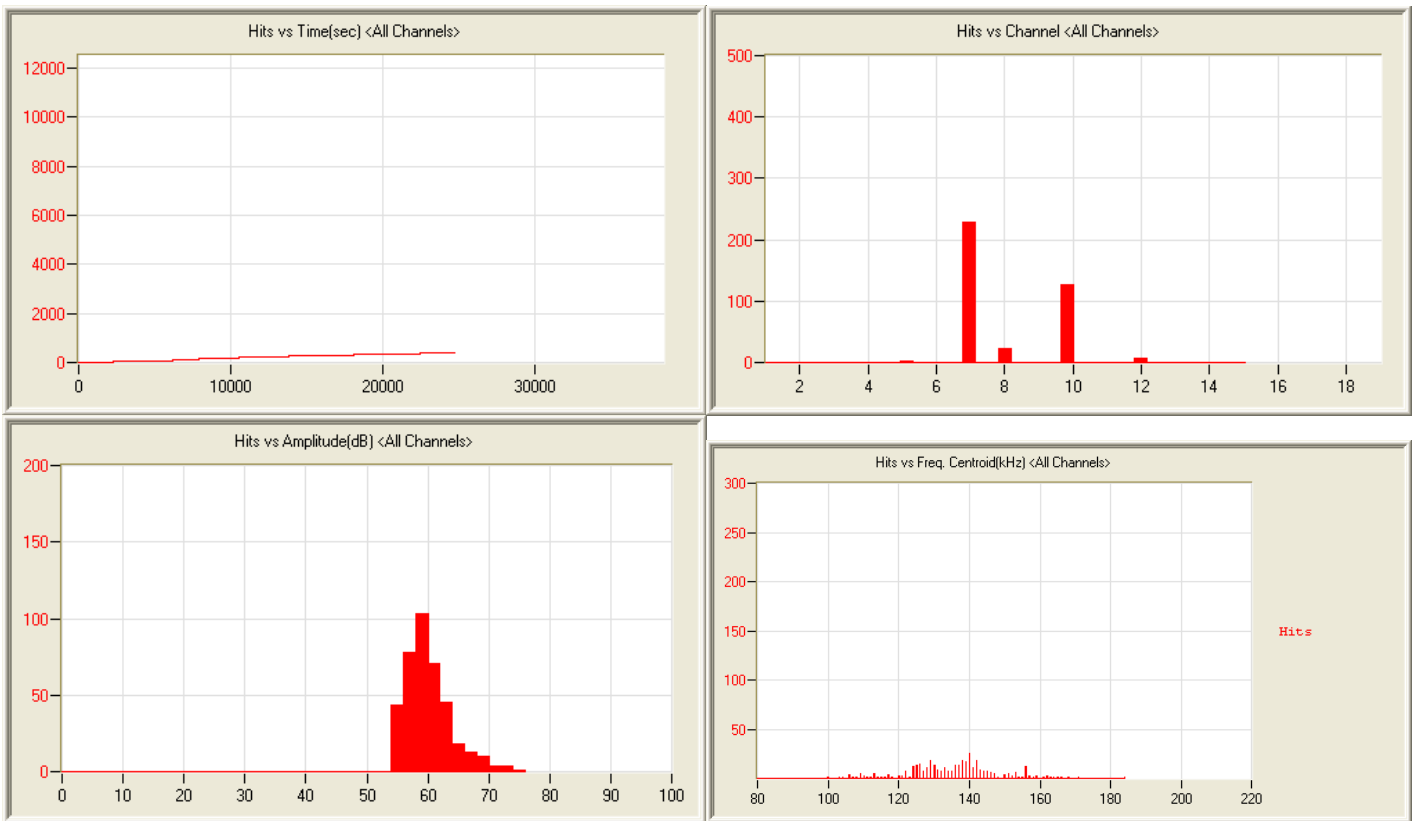 Hits vs Time(sec) <All Channels>
12000
10000
8000
6000
4000
2000
0
0 10000 20000 30000
Hits vs Channel <All Channels>
500
400
300
200
100
0
2 4 6 8 10 12 14 16 18
Hits vs Amplitude(dB) <All Channels>
200
150
100
50
0
0 10 20 30 40 50 60 70 80 90 100
Hits vs Freq. Centroid(kHz) <All Channels>
300
250
200
150
100
50
80 100 120 140 160 180 200 220
Hits